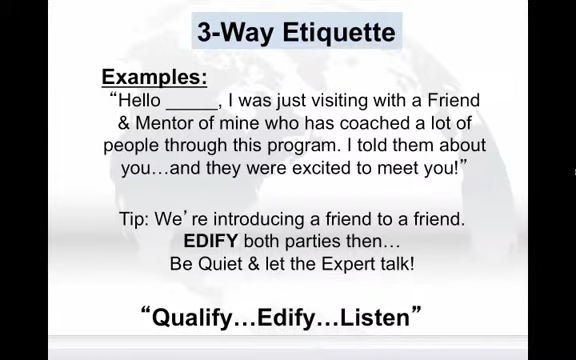 3-Way Etiquette
Examples:
“Hello _____, I was just visiting with a Friend
& Mentor of mine who has coached a lot of
people through this program. I told them about
you…and they were excited to meet you!”
Tip: We’re introducing a friend to a friend.
EDIFY both parties then…
Be Quiet & let the Expert talk!
“Qualify…Edify…Listen”